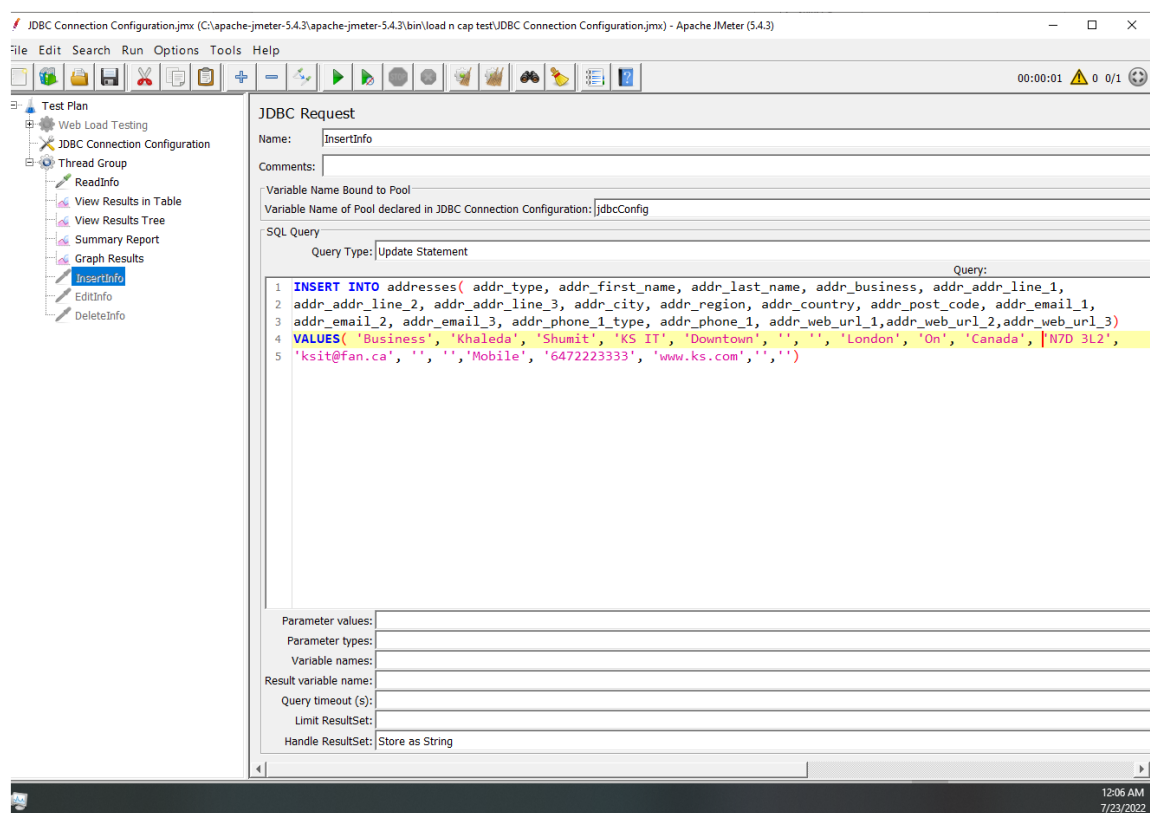 JDBC Connection Configuration.jmx (C:\apache-jmeter-5.4.3\apache-jmeter-5.4.3\bin\load n cap test\JDBC Connection Configuration.jmx) - Apache JMeter (5.4.3)
File Edit Search Run Options Tools Help
00:00:01 0 0/1
Test Plan
Web Load Testing
JDBC Connection Configuration
Thread Group
ReadInfo
View Results in Table
View Results Tree
Summary Report
Graph Results
InsertInfo
EditInfo
DeleteInfo
JDBC Request
Name: InsertInfo
Comments:
Variable Name Bound to Pool
Variable Name of Pool declared in JDBC Connection Configuration: jdbcConfig
SQL Query
Query Type: Update Statement
Query:
1 INSERT INTO addresses( addr_type, addr_first_name, addr_last_name, addr_business, addr_addr_line_1,
2 addr_addr_line_2, addr_addr_line_3, addr_city, addr_region, addr_country, addr_post_code, addr_email_1,
3 addr_email_2, addr_email_3, addr_phone_1_type, addr_phone_1, addr_web_url_1,addr_web_url_2,addr_web_url_3)
4 VALUES( 'Business', 'Khaleda', 'Shumit', 'KS IT', 'Downtown', '', '', 'London', 'On', 'Canada', 'N7D 3L2',
5 'ksit@fan.ca', '', '','Mobile', '6472223333', 'www.ks.com','','')
Parameter values:
Parameter types:
Variable names:
Result variable name:
Query timeout (s):
Limit ResultSet:
Handle ResultSet: Store as String
12:06 AM
7/23/2022